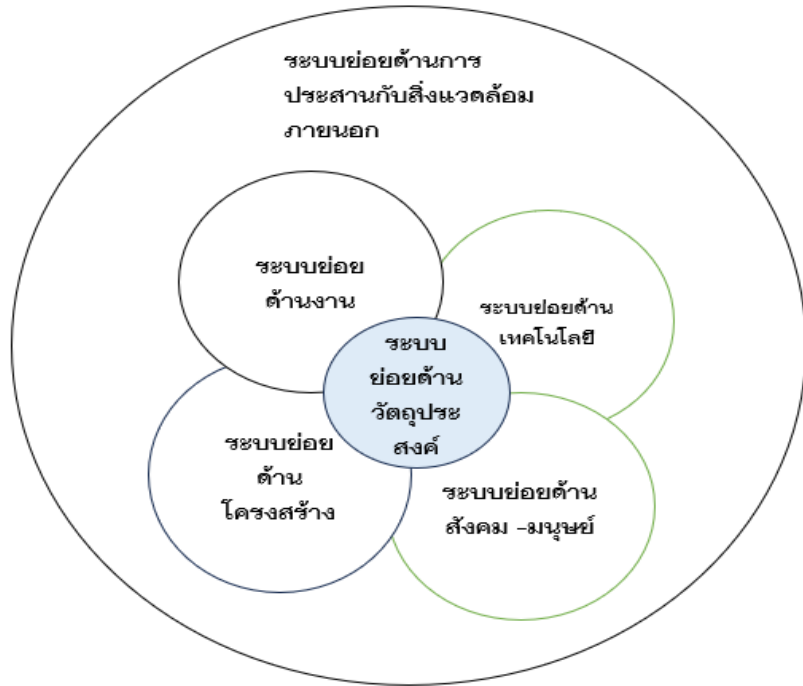 ระบบย่อยด้านการ
ประสานกับสิ่งแวดล้อม
ภายนอก
ระบบย่อย
ด้านงาน
ระบบย่อยด้าน
เทคโนโลยี
ระบบ
ย่อยด้าน
วัตถุประ
สงค์
ระบบย่อย
ด้าน
โครงสร้าง
ระบบย่อยด้าน
สังคม -มนุษย์